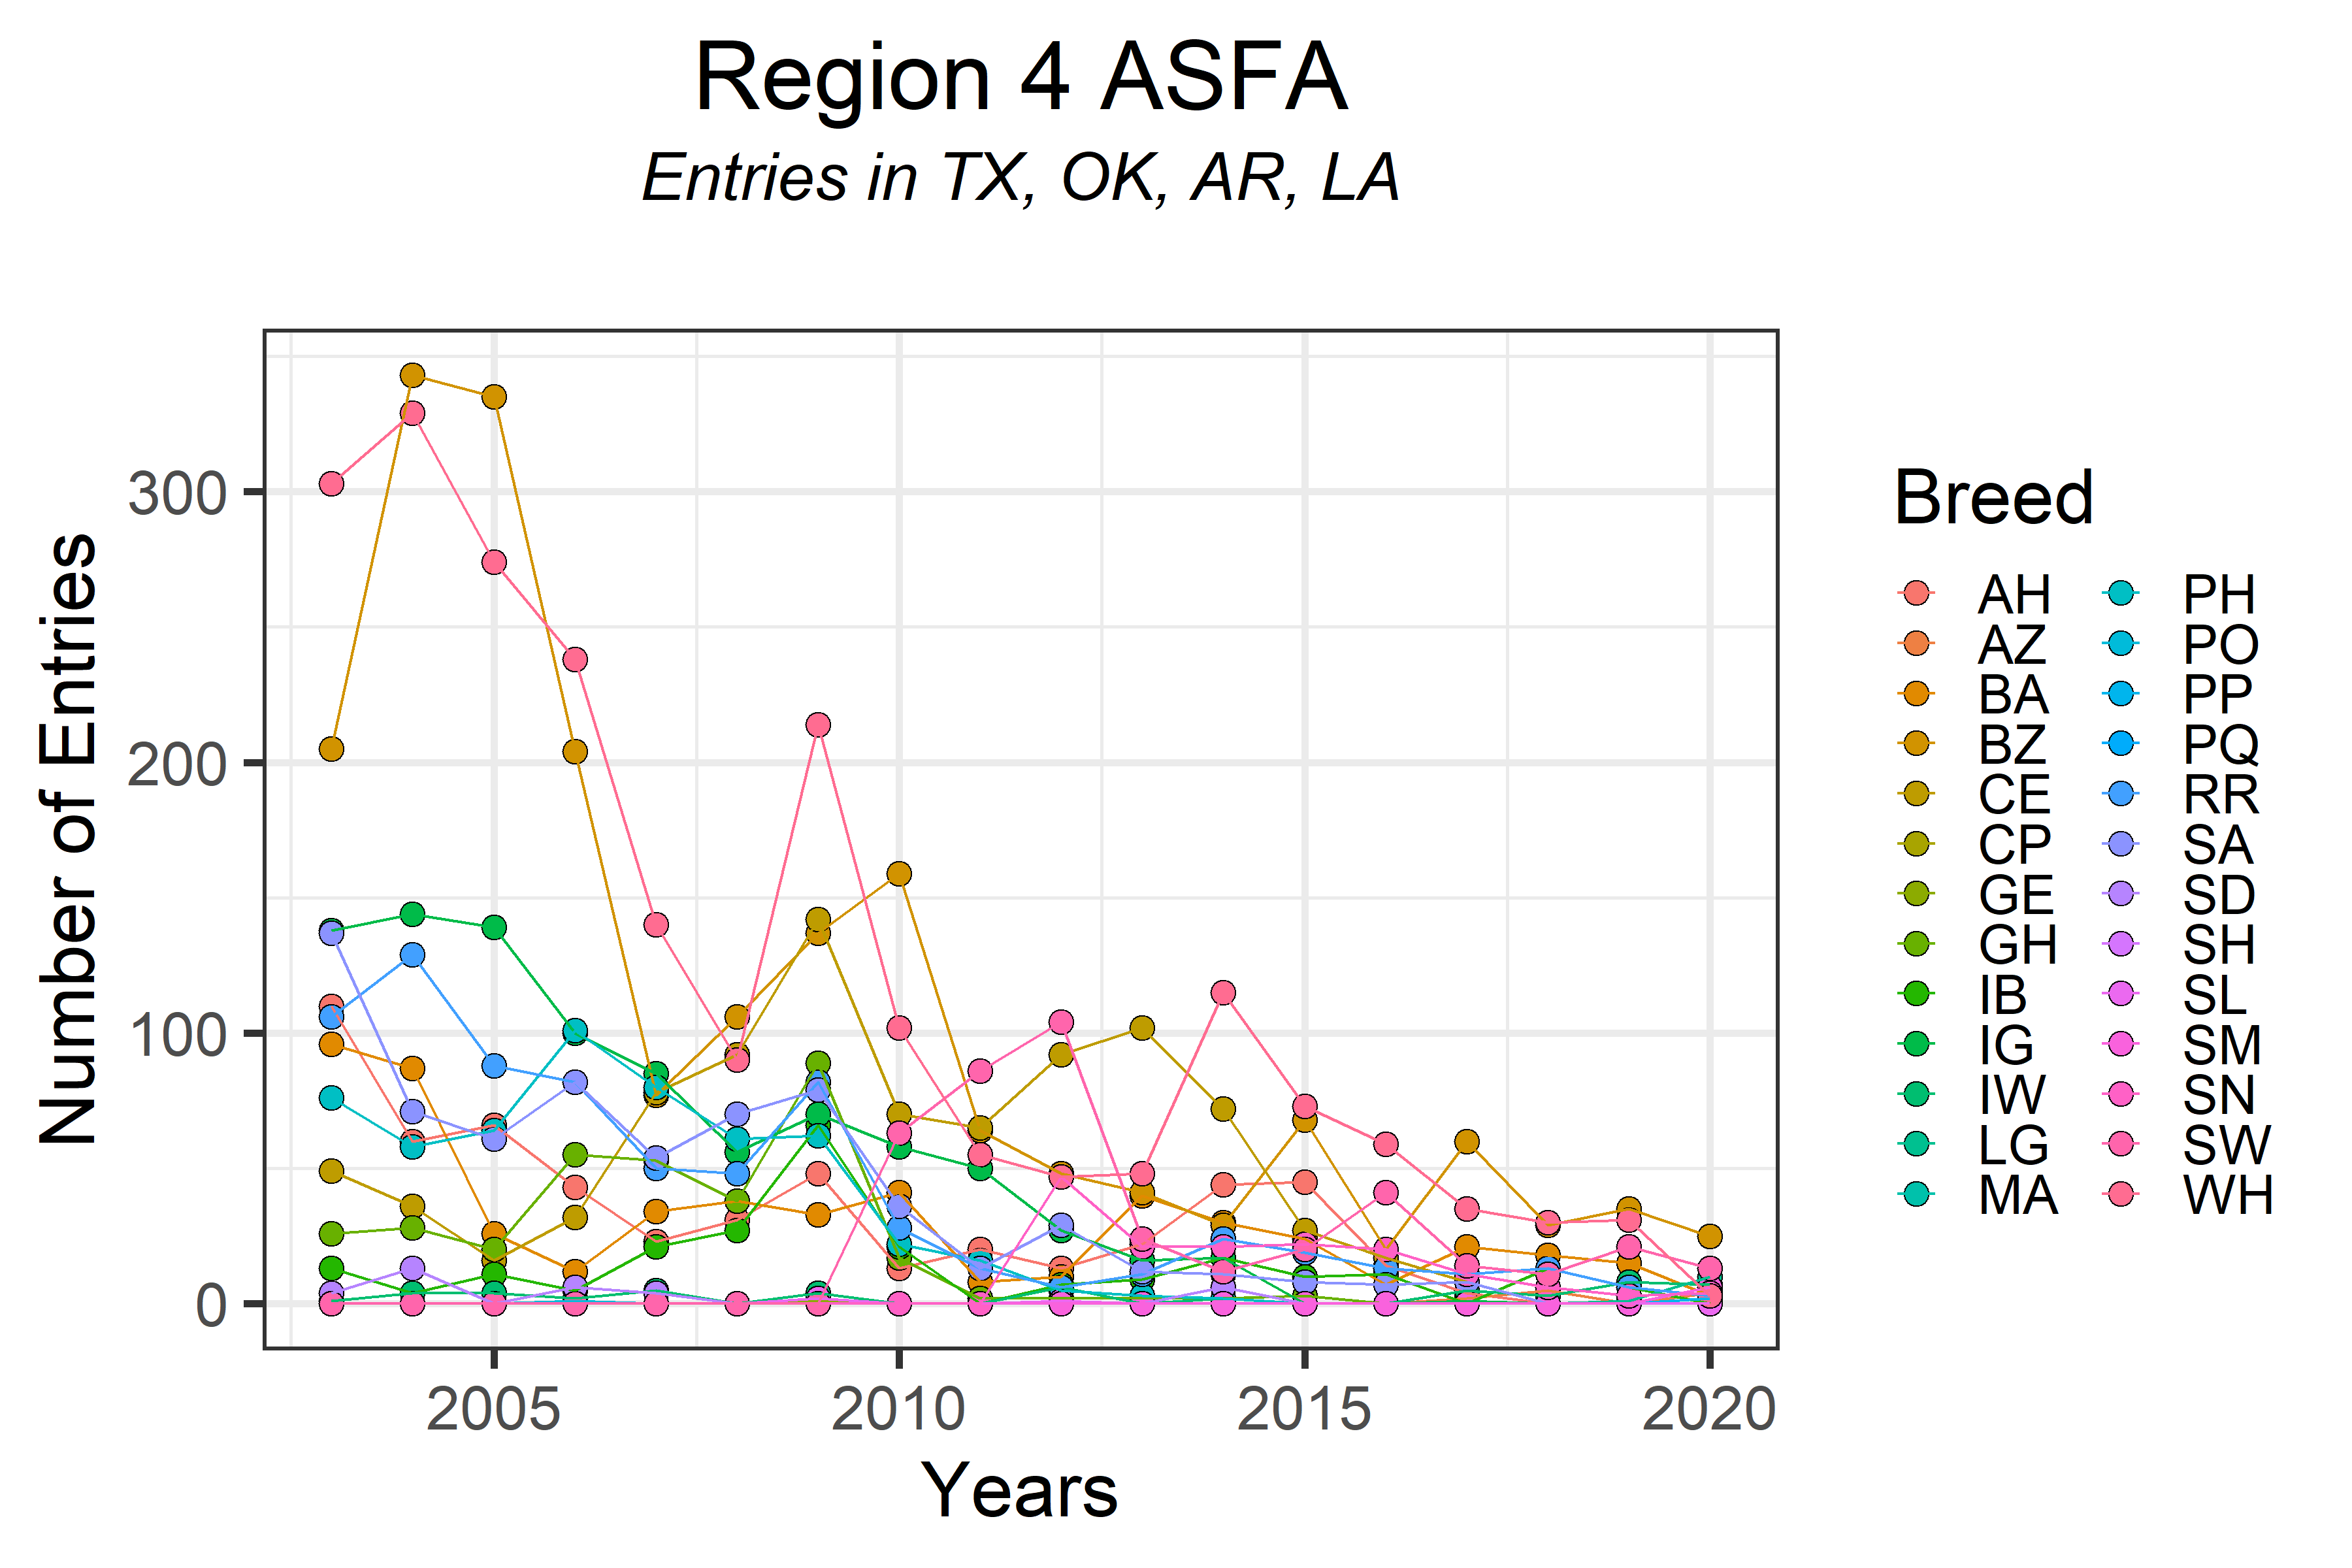 Region 4 ASFA
Entries in TX, OK, AR, LA
Number of Entries
300
200
100
0
2005
2010
2015
2020
Years
Breed
AH
AZ
BA
BZ
CE
CP
GE
GH
IB
IG
IW
LG
MA
PH
PO
PP
PQ
RR
SA
SD
SH
SL
SM
SN
SW
WH